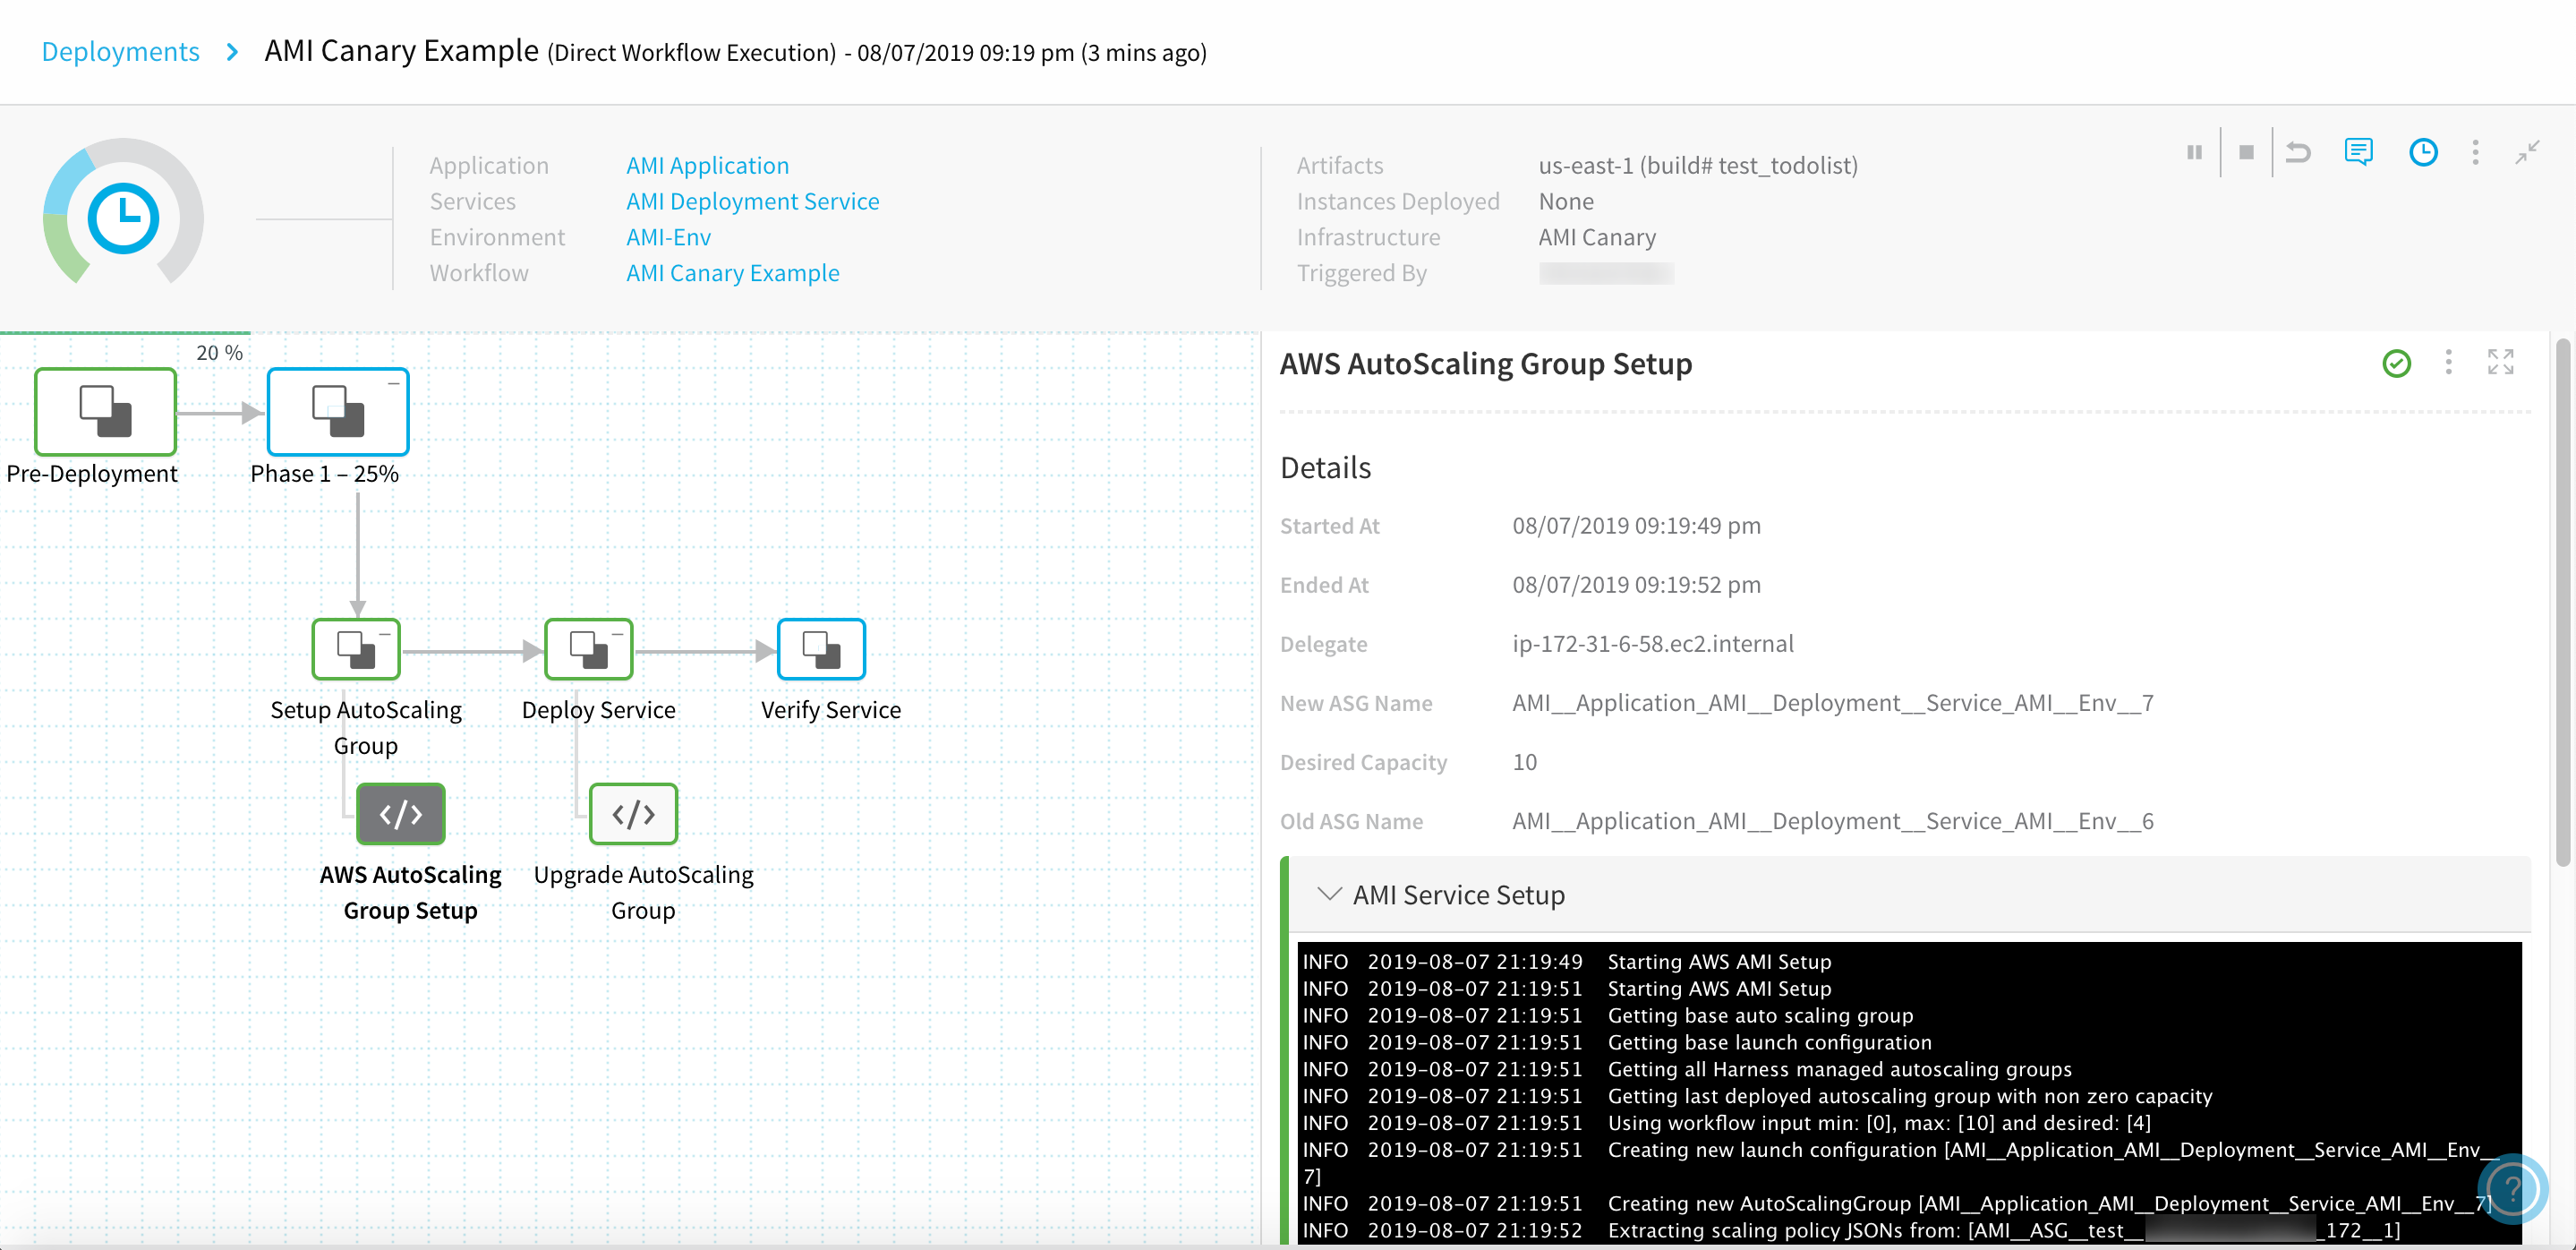 Deployments > AMI Canary Example (Direct Workflow Execution) - 08/07/2019 09:19 pm (3 mins ago)
Application AMI Application
Services AMI Deployment Service
Environment AMI-Env
Workflow AMI Canary Example
Artifacts us-east-1 (build# test_todolist)
Instances Deployed None
Infrastructure AMI Canary
Triggered By
20 %
Pre-Deployment
Phase 1 – 25%
Setup AutoScaling
Group
Deploy Service
Verify Service
</>
</>
AWS AutoScaling
Group Setup
Upgrade AutoScaling
Group
AWS AutoScaling Group Setup
Details
Started At 08/07/2019 09:19:49 pm
Ended At 08/07/2019 09:19:52 pm
Delegate ip-172-31-6-58.ec2.internal
New ASG Name AMI__Application_AMI__Deployment__Service_AMI__Env__7
Desired Capacity 10
Old ASG Name AMI__Application_AMI__Deployment__Service_AMI__Env__6
AMI Service Setup
INFO 2019-08-07 21:19:49 Starting AWS AMI Setup
INFO 2019-08-07 21:19:51 Starting AWS AMI Setup
INFO 2019-08-07 21:19:51 Getting base auto scaling group
INFO 2019-08-07 21:19:51 Getting base launch configuration
INFO 2019-08-07 21:19:51 Getting all Harness managed autoscaling groups
INFO 2019-08-07 21:19:51 Getting last deployed autoscaling group with non zero capacity
INFO 2019-08-07 21:19:51 Using workflow input min: [0], max: [10] and desired: [4]
INFO 2019-08-07 21:19:51 Creating new launch configuration [AMI__Application_AMI__Deployment__Service_AMI__Env__
7]
INFO 2019-08-07 21:19:51 Creating new AutoScalingGroup [AMI__Application_AMI__Deployment__Service_AMI__Env__7]
INFO 2019-08-07 21:19:52 Extracting scaling policy JSONs from: [AMI__ASG__test__ _172__1]
?